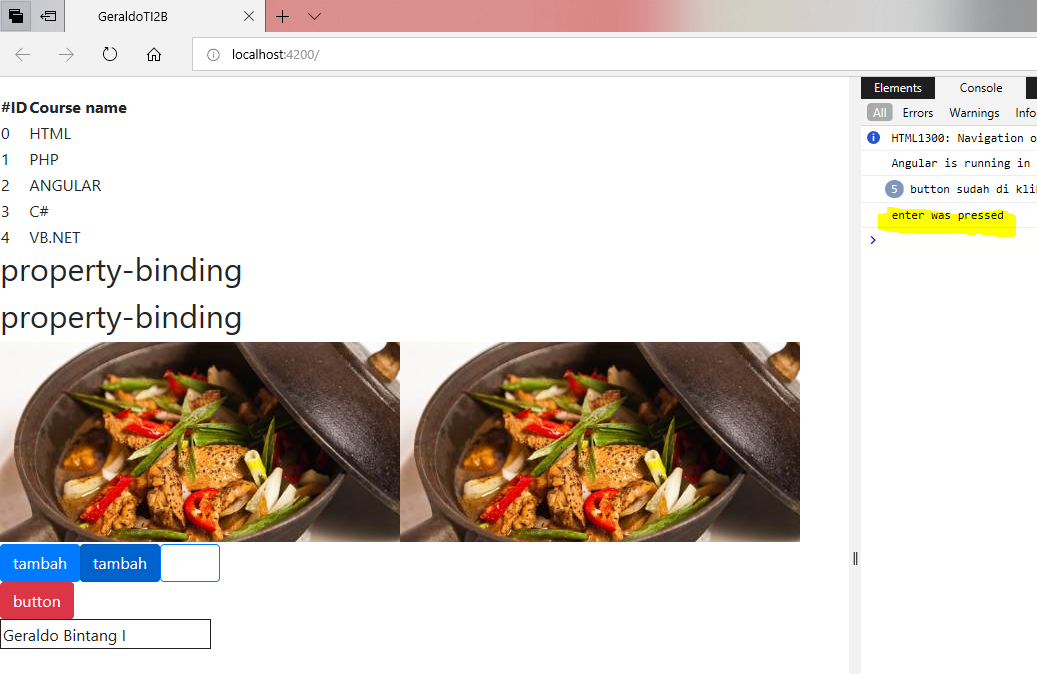 GeraldoTI2B
localhost:4200/
#ID Course name
0 HTML
1 PHP
2 ANGULAR
3 C#
4 VB.NET
property-binding
property-binding
tambah tambah
button
Geraldo Bintang I
Elements Console
All Errors Warnings Info
HTML1300: Navigation o
Angular is running in
5 button sudah di kli
enter was pressed